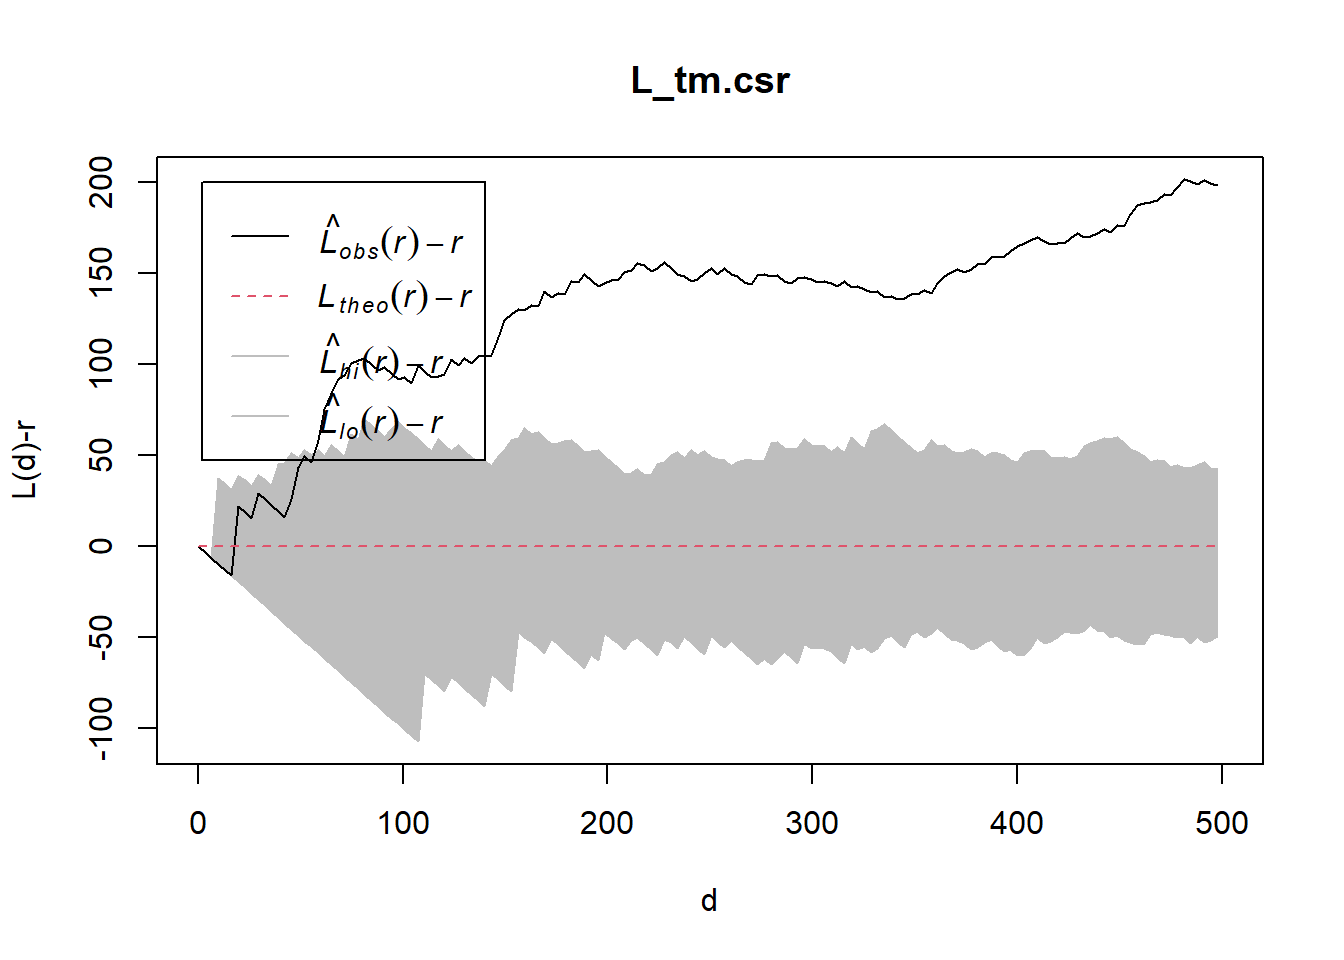 L_tm.csr
L̂obs(r) − r
Ltheo(r) − r
L̂hi(r) − r
L̂lo(r) − r
200
150
100
50
0
-50
-100
L(d)-r
0 100 200 300 400 500
d